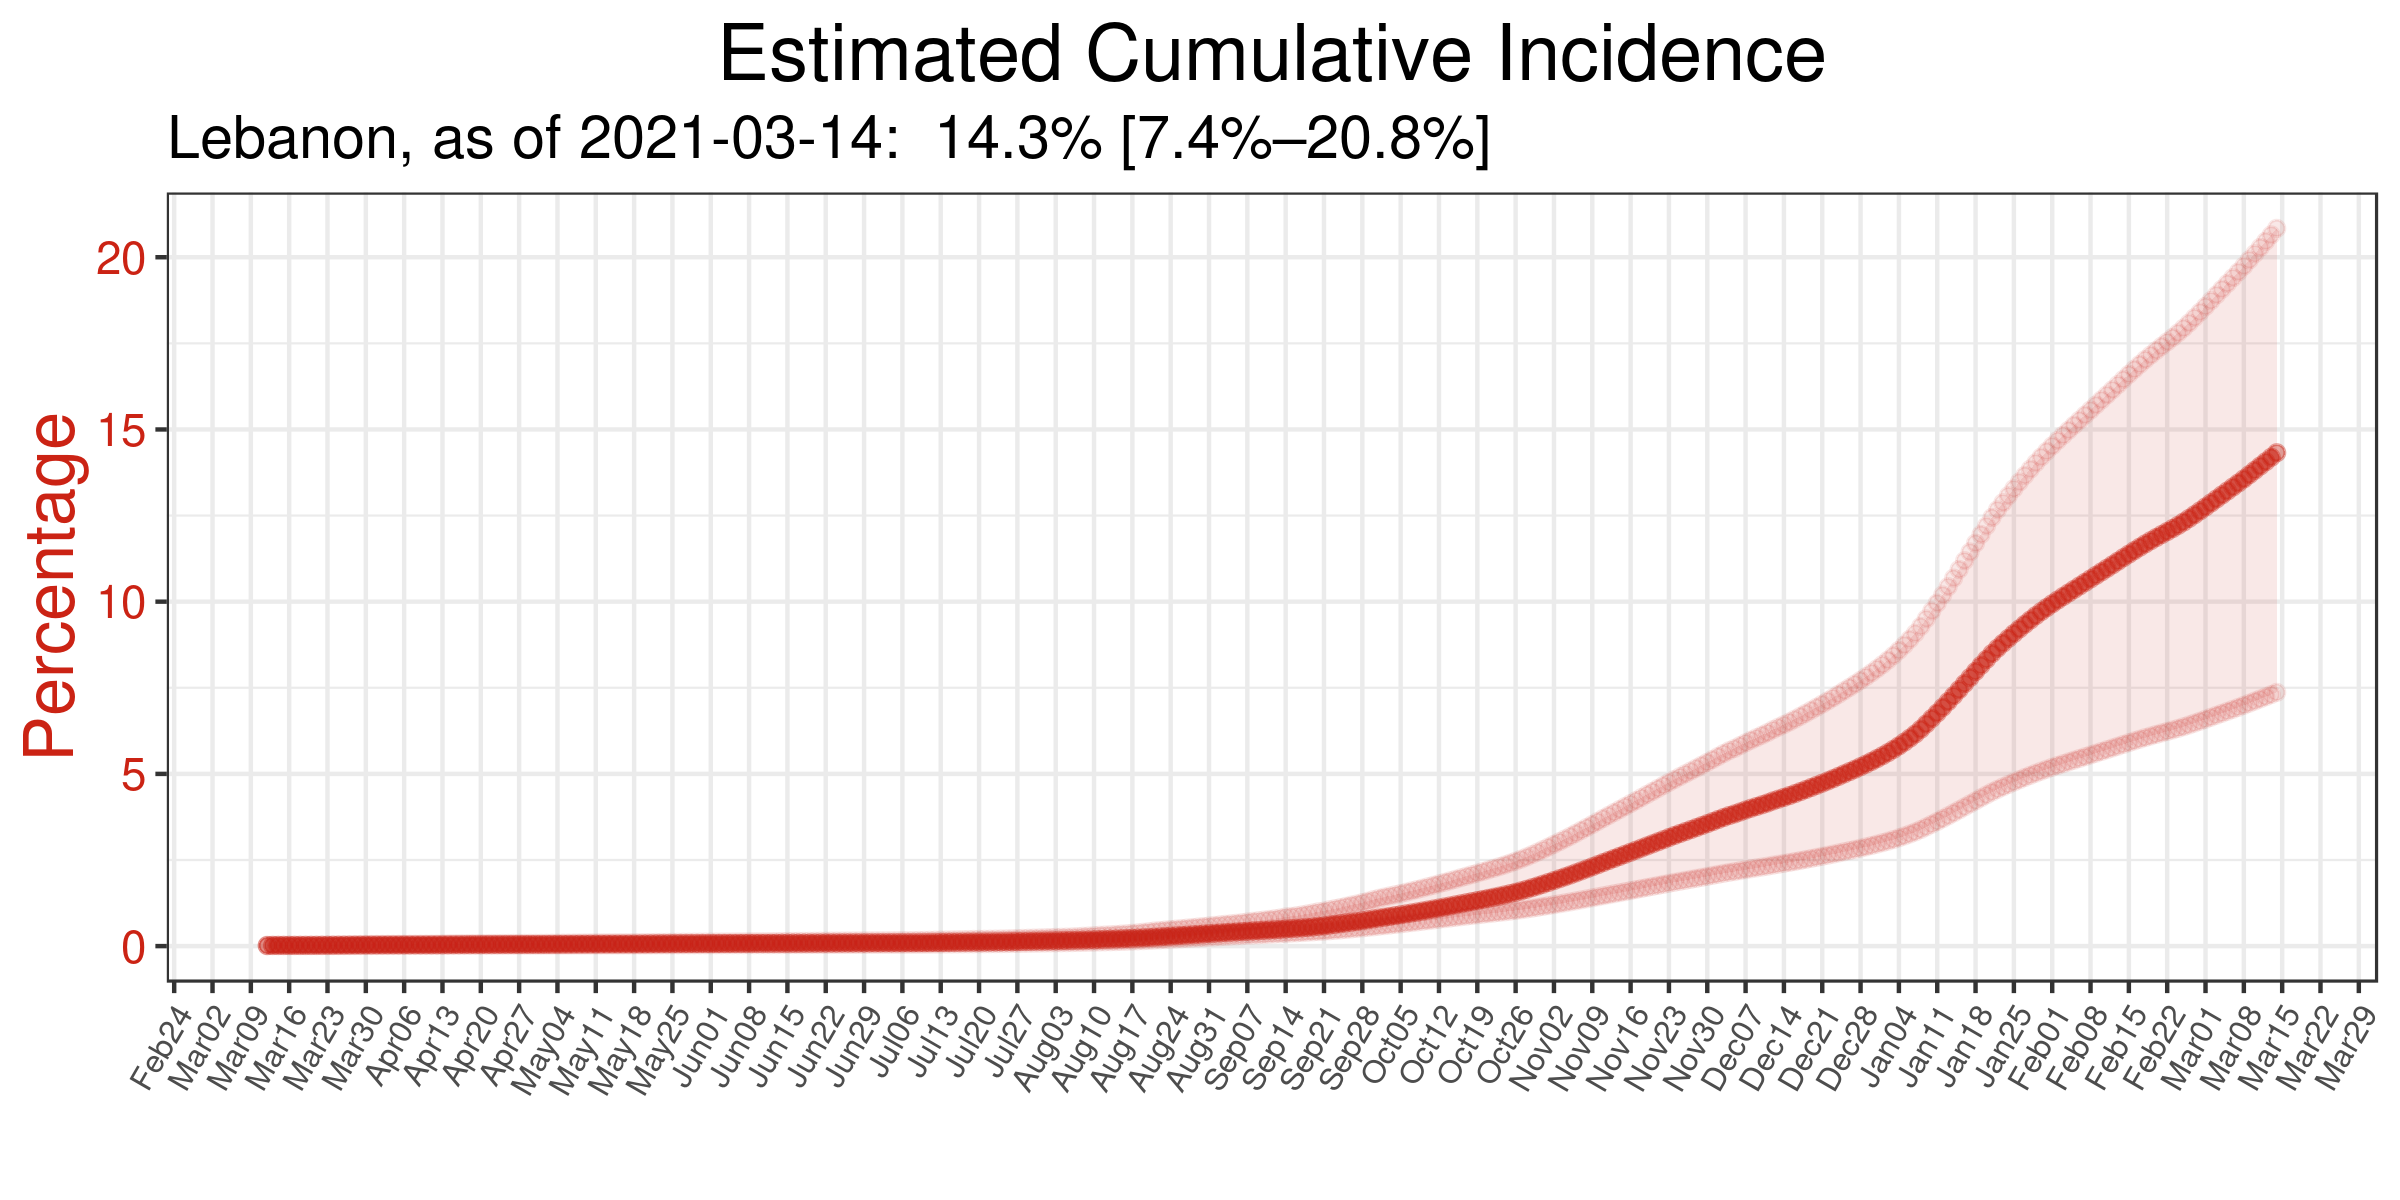 Estimated Cumulative Incidence
Lebanon, as of 2021-03-14:  14.3% [7.4%–20.8%]
Percentage
20
15
10
5
0
Feb24
Mar02
Mar09
Mar16
Mar23
Mar30
Apr06
Apr13
Apr20
Apr27
May04
May11
May18
May25
Jun01
Jun08
Jun15
Jun22
Jun29
Jul06
Jul13
Jul20
Jul27
Aug03
Aug10
Aug17
Aug24
Aug31
Sep07
Sep14
Sep21
Sep28
Oct05
Oct12
Oct19
Oct26
Nov02
Nov09
Nov16
Nov23
Nov30
Dec07
Dec14
Dec21
Dec28
Jan04
Jan11
Jan18
Jan25
Feb01
Feb08
Feb15
Feb22
Mar01
Mar08
Mar15
Mar22
Mar29